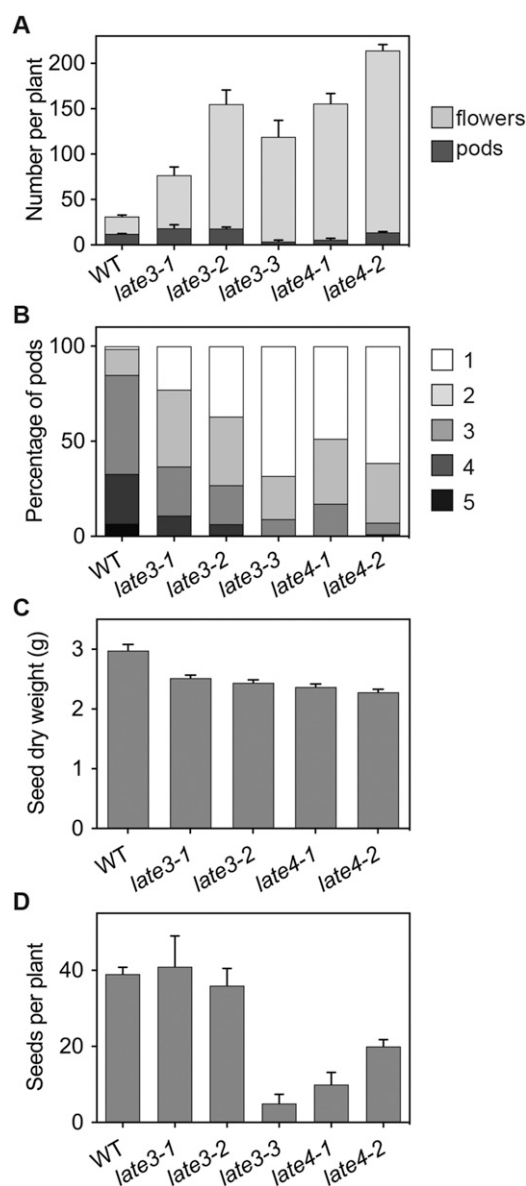 A
Number per plant
200
150
100
50
0
WT
late3-1
late3-2
late3-3
late4-1
late4-2
flowers
pods
B
Percentage of pods
100
50
0
WT
late3-1
late3-2
late3-3
late4-1
late4-2
1
2
3
4
5
C
Seed dry weight (g)
3
2
1
0
WT
late3-1
late3-2
late4-1
late4-2
D
Seeds per plant
40
20
0
WT
late3-1
late3-2
late3-3
late4-1
late4-2